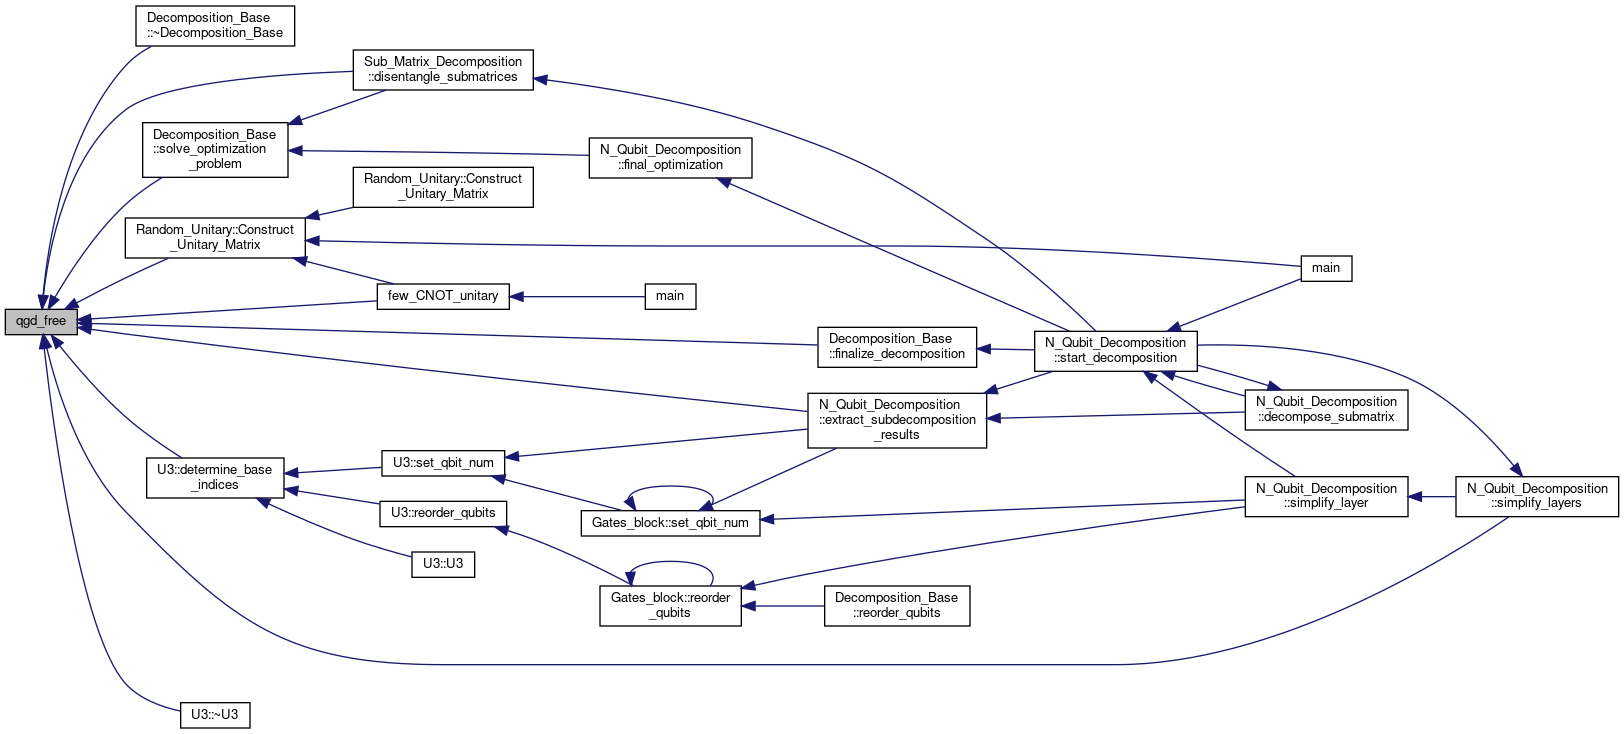 Decomposition_Base
::~Decomposition_Base
Sub_Matrix_Decomposition
::disentangle_submatrices
Decomposition_Base
::solve_optimization
_problem
N_Qubit_Decomposition
::final_optimization
Random_Unitary::Construct
_Unitary_Matrix
Random_Unitary::Construct
_Unitary_Matrix
main
few_CNOT_unitary
main
qgd_free
Decomposition_Base
::finalize_decomposition
N_Qubit_Decomposition
::start_decomposition
N_Qubit_Decomposition
::extract_subdecomposition
_results
N_Qubit_Decomposition
::decompose_submatrix
U3::determine_base
_indices
U3::set_qbit_num
N_Qubit_Decomposition
::simplify_layer
N_Qubit_Decomposition
::simplify_layers
U3::reorder_qubits
Gates_block::set_qbit_num
U3::U3
Gates_block::reorder
_qubits
Decomposition_Base
::reorder_qubits
U3::~U3